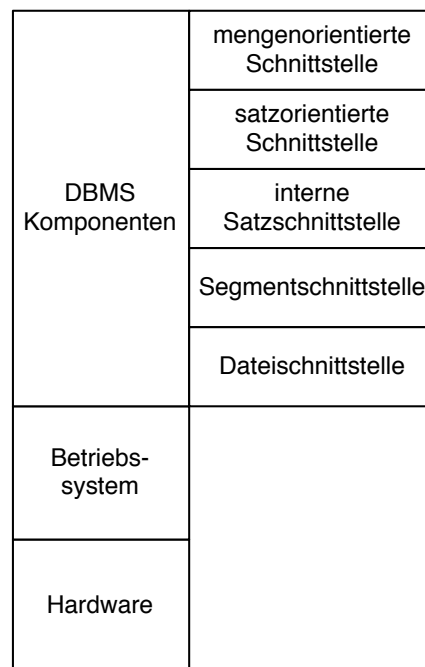 mengenorientierte
Schnittstelle
satzorientierte
Schnittstelle
DBMS
Komponenten
interne
Satzschnittstelle
Segmentschnittstelle
Dateischnittstelle
Betriebs-
system
Hardware